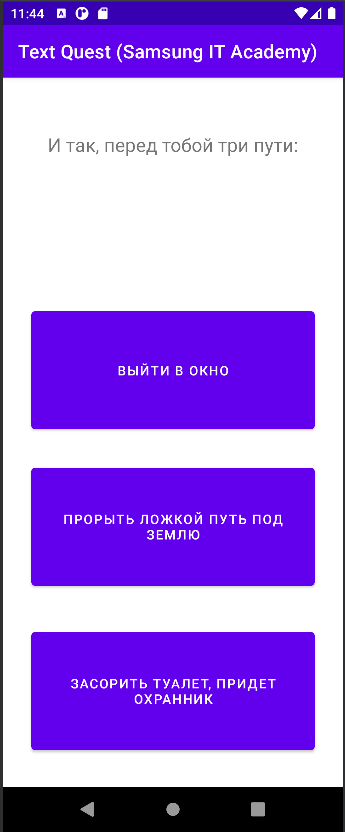 11:44
Text Quest (Samsung IT Academy)
И так, перед тобой три пути:
ВЫЙТИ В ОКНО
ПРОРЫТЬ ЛОЖКОЙ ПУТЬ ПОД
ЗЕМЛЮ
ЗАСОРИТЬ ТУАЛЕТ, ПРИДЕТ
ОХРАННИК